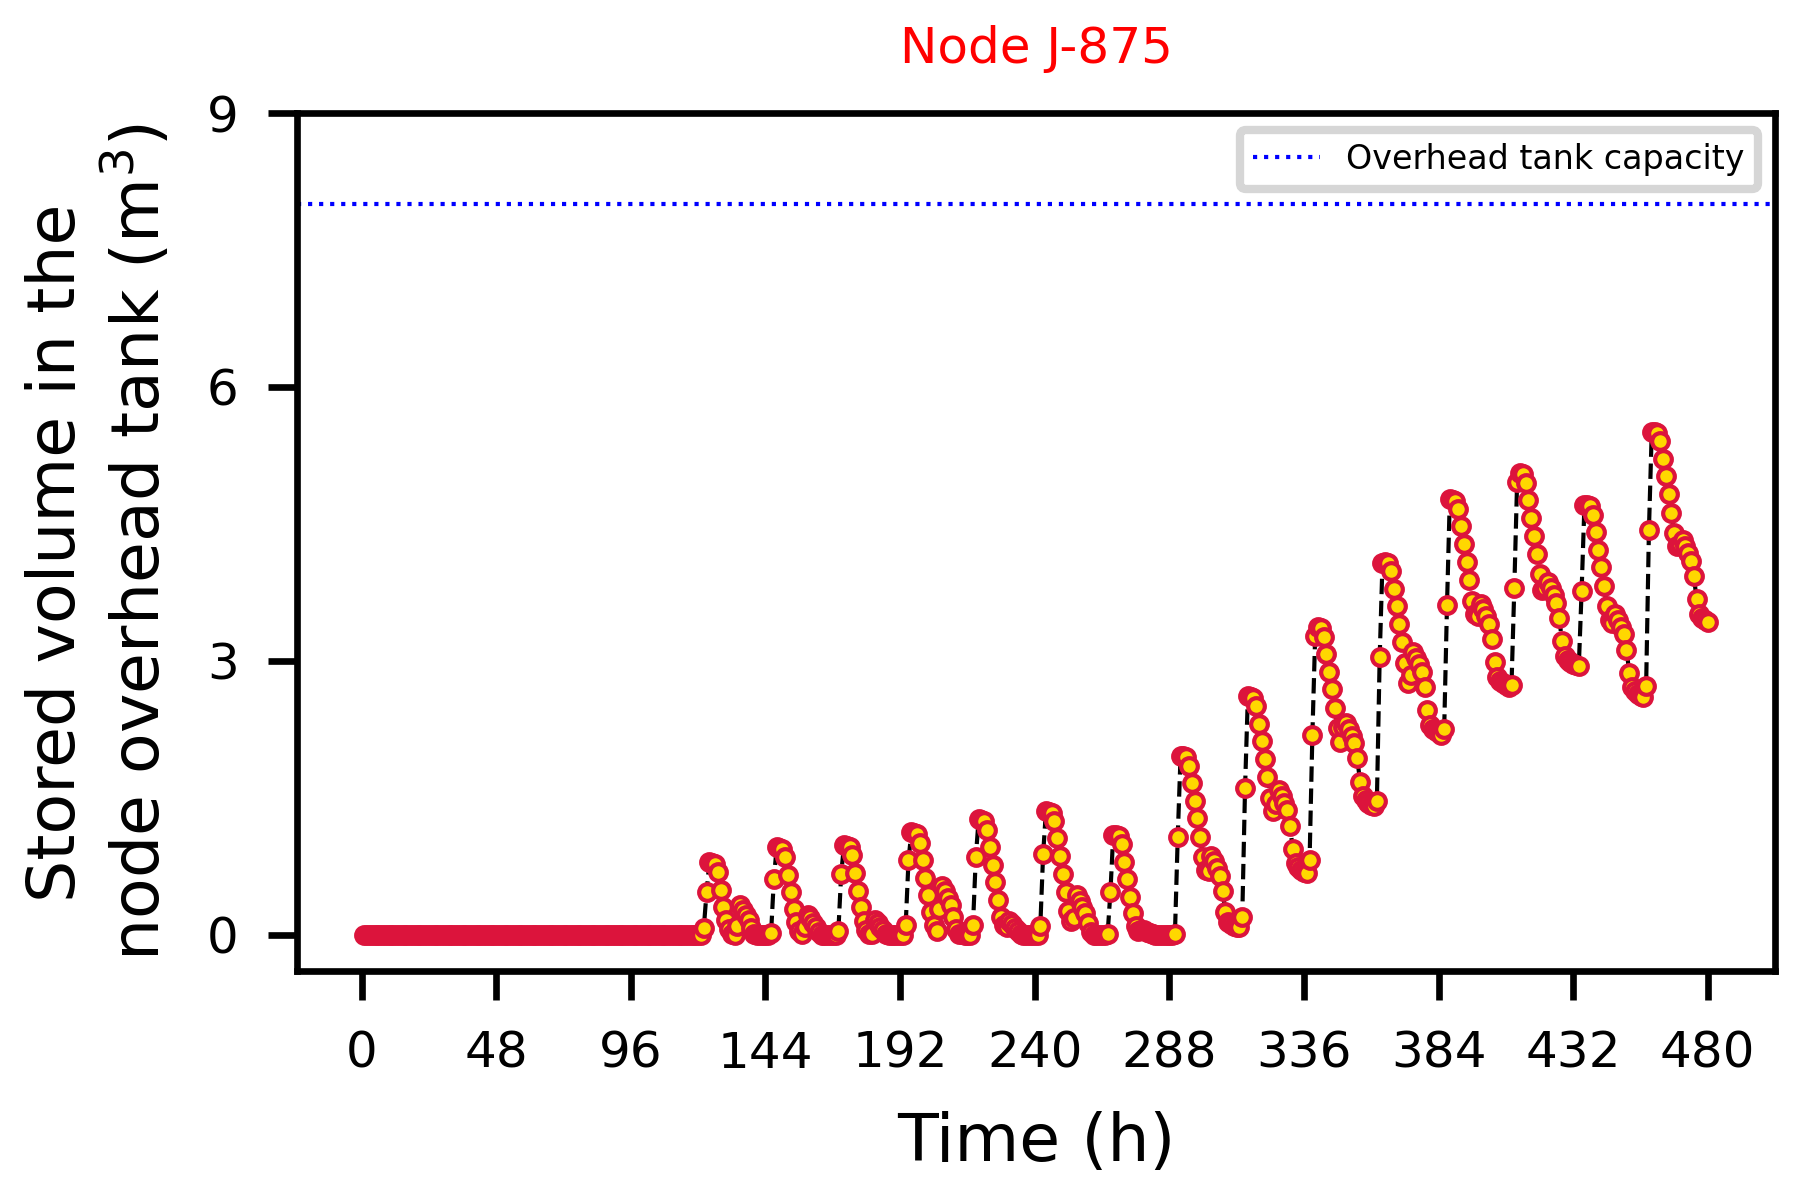 Node J-875
Stored volume in the
node overhead tank (m³)
9
6
3
0
Overhead tank capacity
0 48 96 144 192 240 288 336 384 432 480
Time (h)